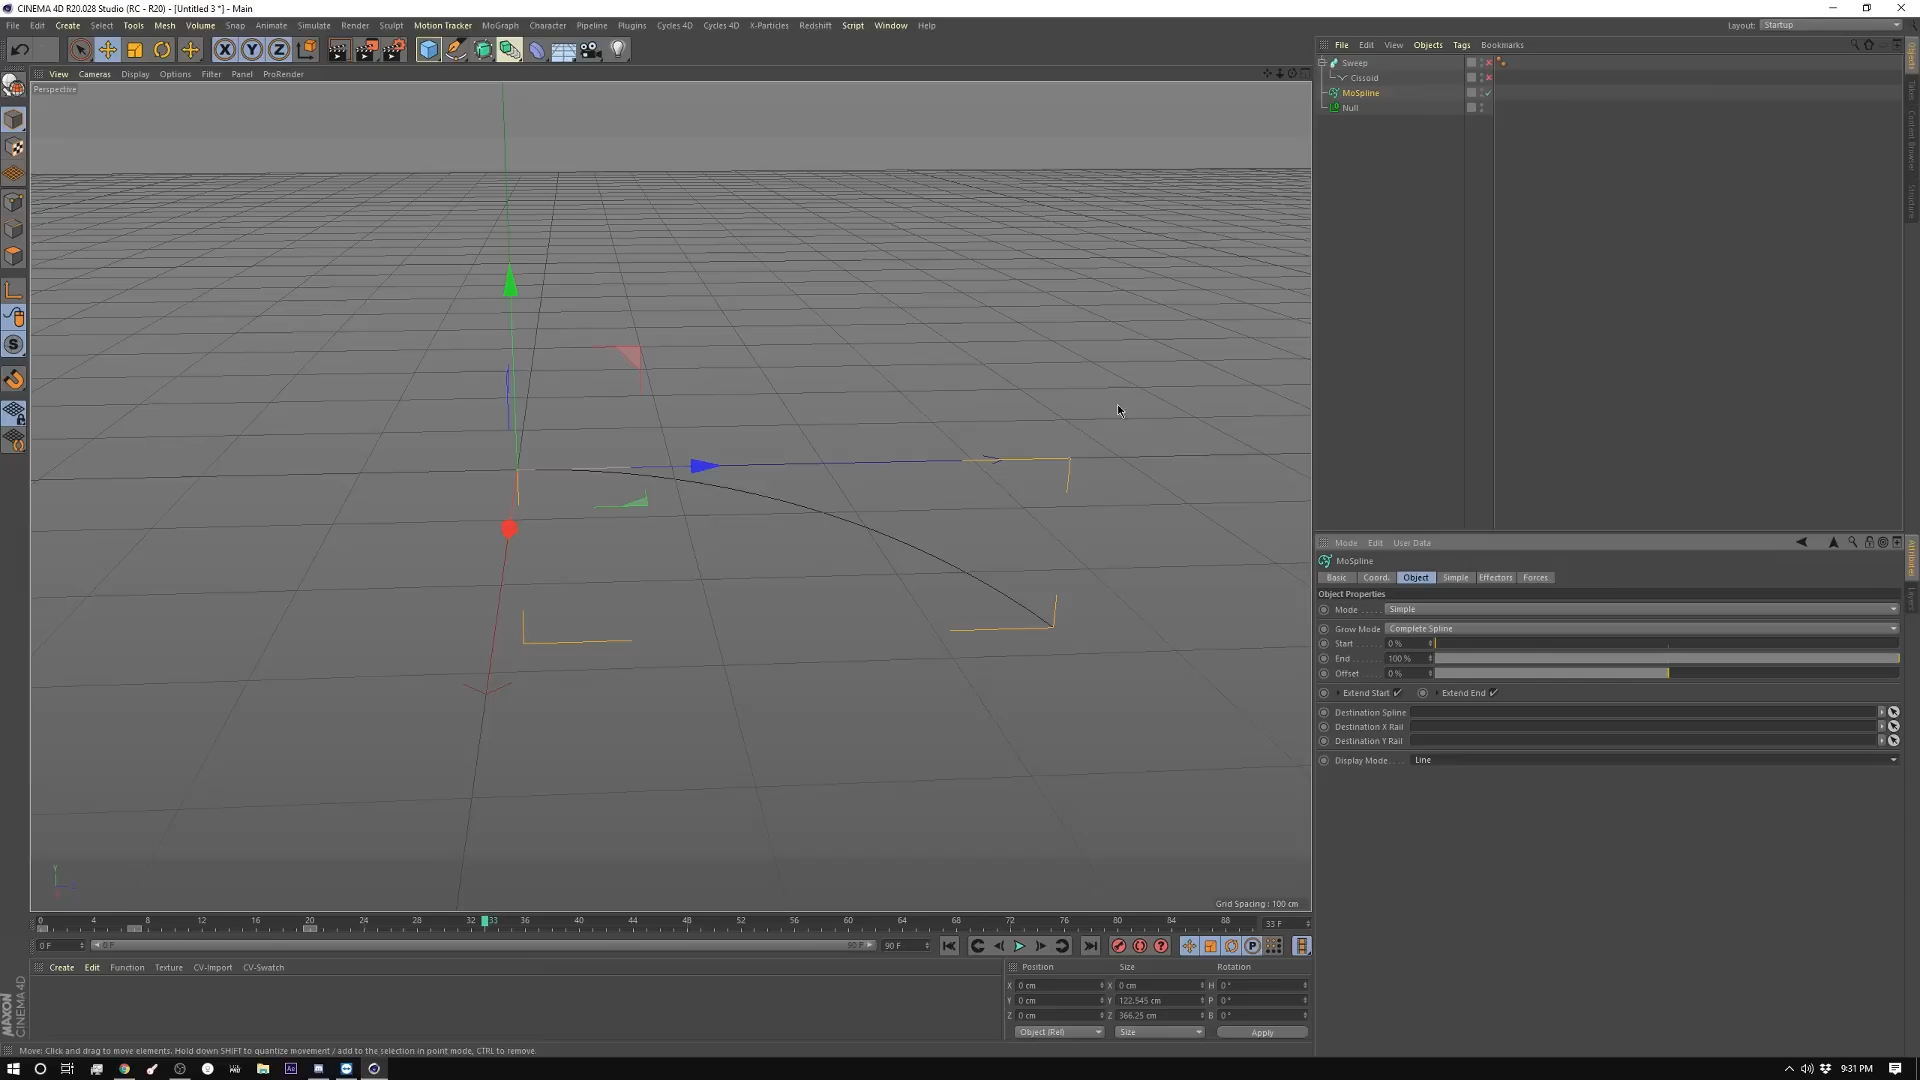 CINEMA 4D R20.028 Studio (RC - R20) - [Untitled 3 *] - Main
File Edit Create Select Tools Mesh Volume Snap Animate Simulate Render Sculpt Motion Tracker MoGraph Character Pipeline Plugins Cycles 4D Cycles 4D X-Particles Redshift Script Window Help
Layout: Startup
View Cameras Display Options Filter Panel ProRender
Perspective
File Edit View Objects Tags Bookmarks
Sweep
Cissoid
MoSpline
Null
Objects
Takes
Content Browser
Structure
Mode Edit User Data
MoSpline
Basic Coord. Object Simple Effectors Forces
Object Properties
Mode Simple
Grow Mode Complete Spline
Start 0 %
End 100 %
Offset 0 %
Extend Start Extend End
Destination Spline
Destination X Rail
Destination Y Rail
Display Mode Line
Attributes
Layers
Grid Spacing : 100 cm
0 4 8 12 16 20 24 28 32 33 36 40 44 48 52 56 60 64 68 72 76 80 84 88 33 F
0 F 0 F 90 F 90 F
Create Edit Function Texture CV-Import CV-Swatch
Position Size Rotation
X 0 cm X 0 cm H 0 °
Y 0 cm Y 122.545 cm P 0 °
Z 0 cm Z 366.25 cm B 0 °
Object (Rel) Size Apply
MAXON CINEMA 4D
Move: Click and drag to move elements. Hold down SHIFT to quantize movement / add to the selection in point mode, CTRL to remove.
9:31 PM